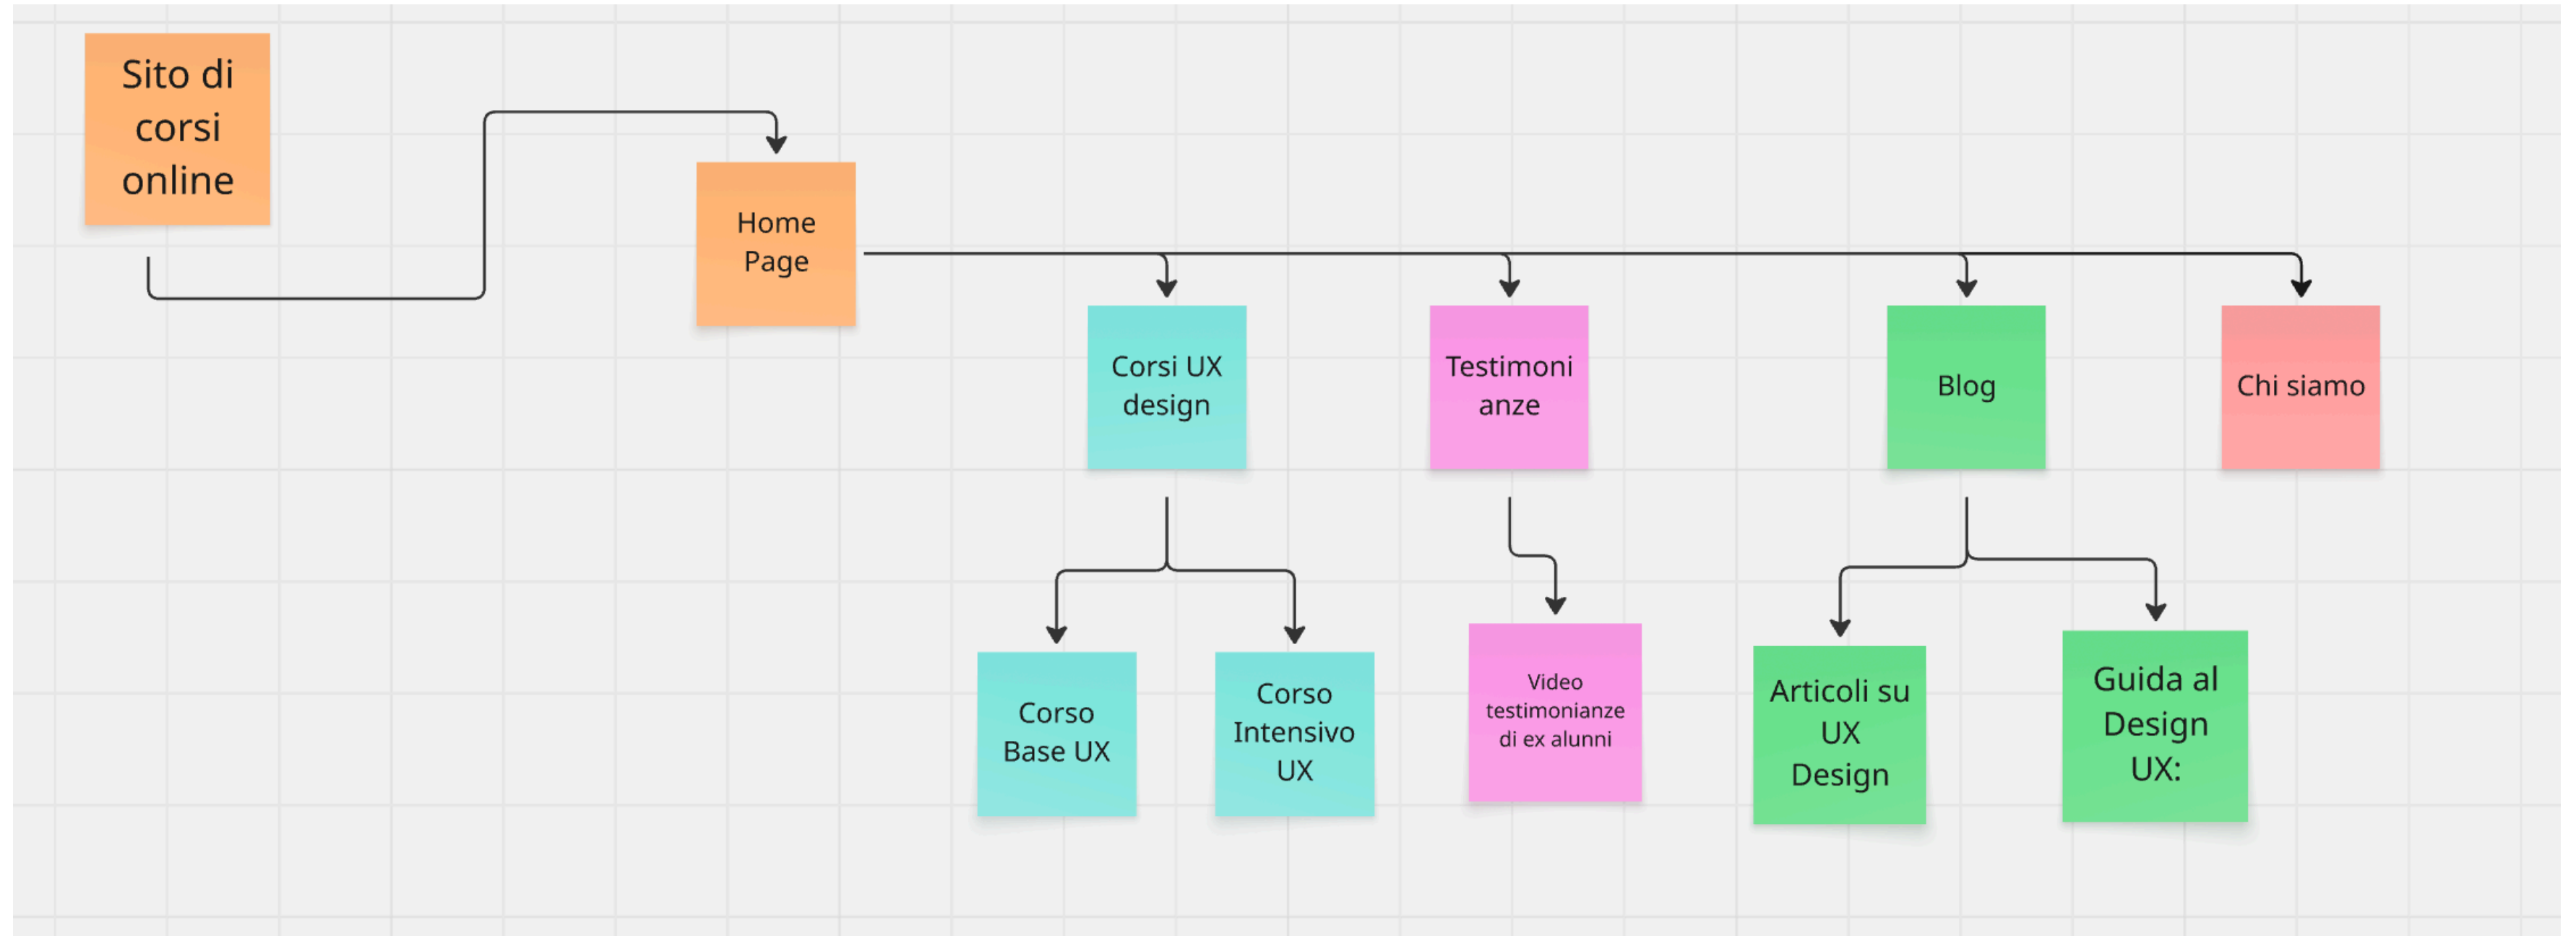 Sito di
corsi
online
Home
Page
Corsi UX
design
Testimoni
anze
Blog
Chi siamo
Corso
Base UX
Corso
Intensivo
UX
Video
testimonianze
di ex alunni
Articoli su
UX
Design
Guida al
Design
UX: